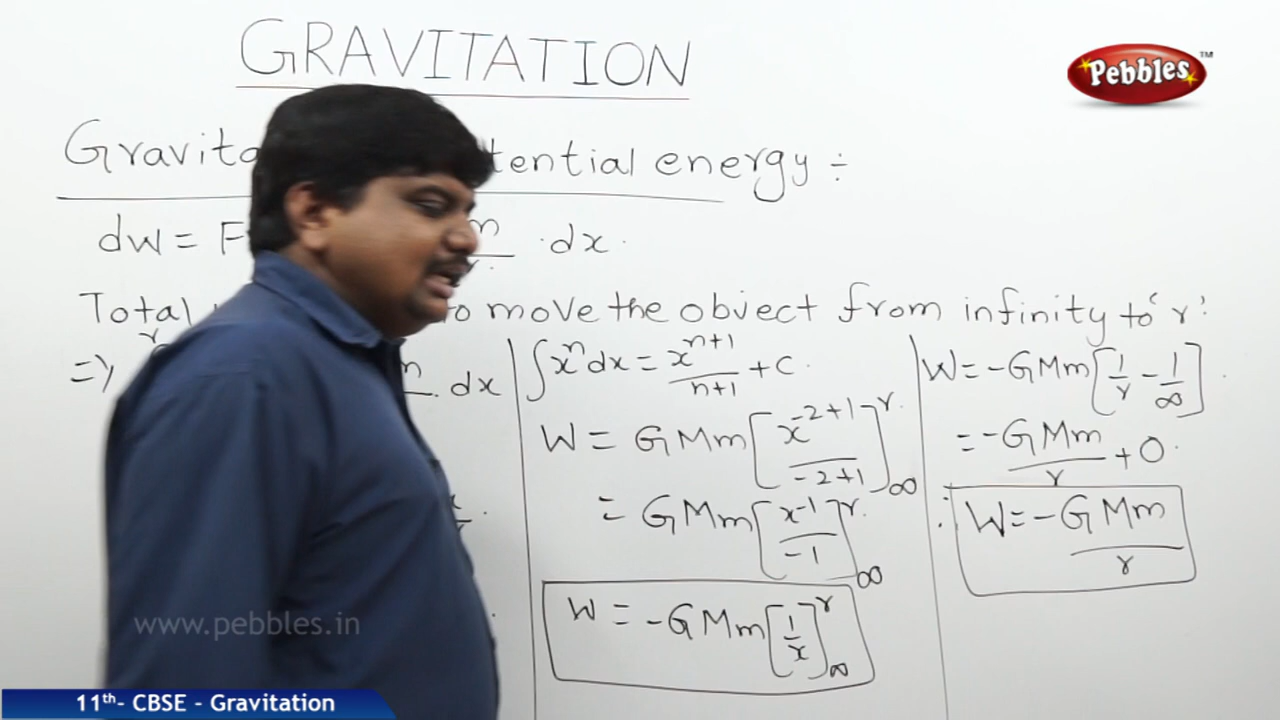 GRAVITATION
Pebbles™
Gravita tential energy ÷
dW = F m . dx .
Total to move the object from infinity to 'r'
=> r dx
∫xⁿdx = xⁿ⁺¹/n+1 + C
W = GMm[x⁻²⁺¹/-2+1]r∞
= GMm[x⁻¹/-1]r∞
W = -GMm[1/x]r∞
W = -GMm[1/r - 1/∞]
= -GMm/r + 0
∴ W = -GMm/r
www.pebbles.in
11th- CBSE - Gravitation